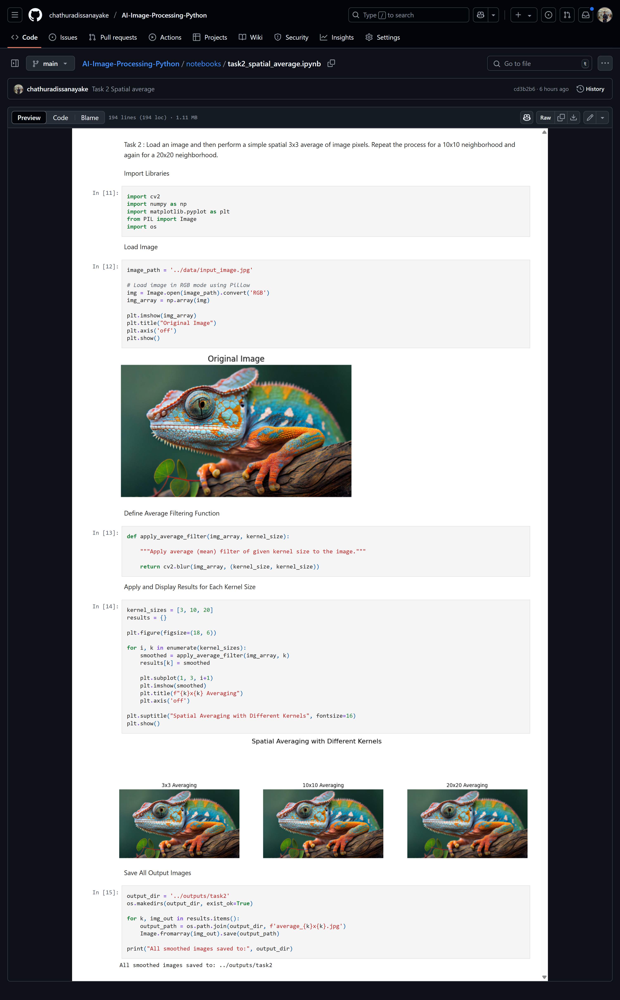 chathuradissanayake / AI-Image-Processing-Python
Type / to search
Code Issues Pull requests Actions Projects Wiki Security Insights Settings
main
AI-Image-Processing-Python / notebooks / task2_spatial_average.ipynb
Go to file t
chathuradissanayake Task 2 Spatial average
cd3b2b6 · 6 hours ago History
Preview Code Blame 194 lines (194 loc) · 1.11 MB
Raw
Task 2 : Load an image and then perform a simple spatial 3x3 average of image pixels. Repeat the process for a 10x10 neighborhood and
again for a 20x20 neighborhood.
Import Libraries
In [11]:
import cv2
import numpy as np
import matplotlib.pyplot as plt
from PIL import Image
import os
Load Image
In [12]:
image_path = '../data/input_image.jpg'
# Load image in RGB mode using Pillow
img = Image.open(image_path).convert('RGB')
img_array = np.array(img)
plt.imshow(img_array)
plt.title("Original Image")
plt.axis('off')
plt.show()
Original Image
Define Average Filtering Function
In [13]:
def apply_average_filter(img_array, kernel_size):
    """Apply average (mean) filter of given kernel size to the image."""
    return cv2.blur(img_array, (kernel_size, kernel_size))
Apply and Display Results for Each Kernel Size
In [14]:
kernel_sizes = [3, 10, 20]
results = {}
plt.figure(figsize=(18, 6))
for i, k in enumerate(kernel_sizes):
    smoothed = apply_average_filter(img_array, k)
    results[k] = smoothed
    plt.subplot(1, 3, i+1)
    plt.imshow(smoothed)
    plt.title(f"{k}x{k} Averaging")
    plt.axis('off')
plt.suptitle("Spatial Averaging with Different Kernels", fontsize=16)
plt.show()
Spatial Averaging with Different Kernels
3x3 Averaging
10x10 Averaging
20x20 Averaging
Save All Output Images
In [15]:
output_dir = '../outputs/task2'
os.makedirs(output_dir, exist_ok=True)
for k, img_out in results.items():
    output_path = os.path.join(output_dir, f'average_{k}x{k}.jpg')
    Image.fromarray(img_out).save(output_path)
print("All smoothed images saved to:", output_dir)
All smoothed images saved to: ../outputs/task2